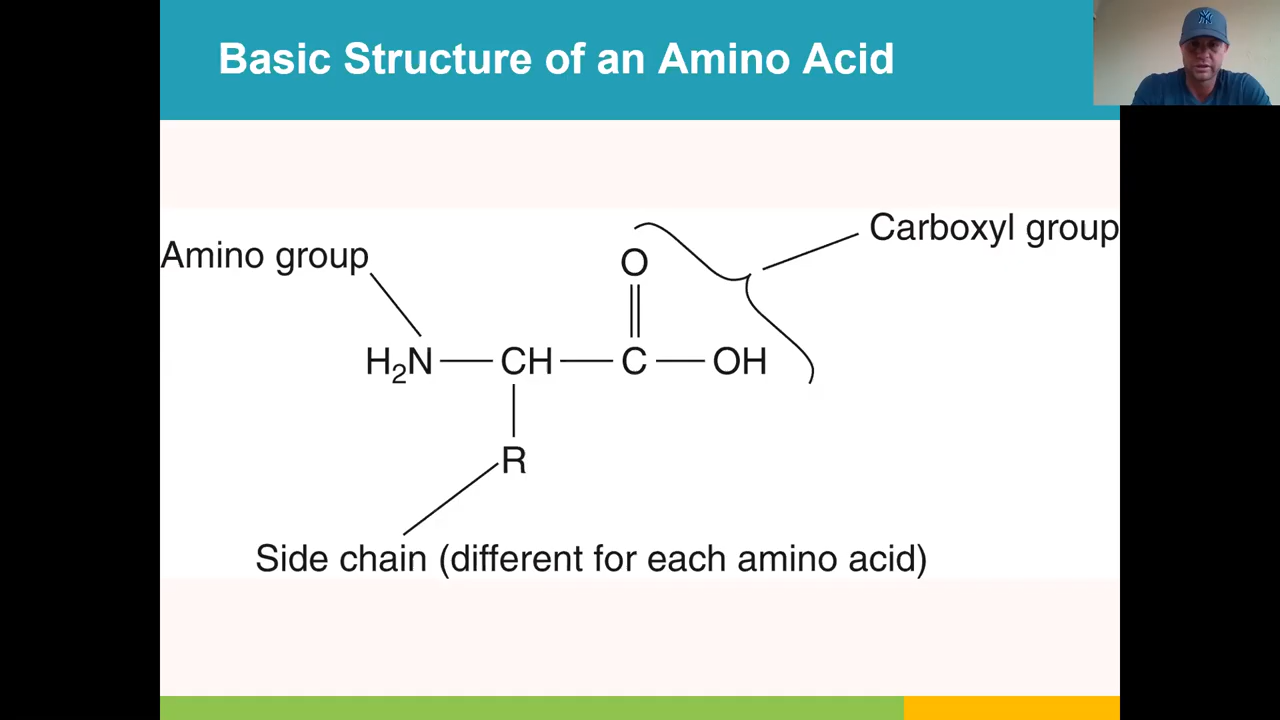 Basic Structure of an Amino Acid
Carboxyl group
Amino group
O
H₂N CH C OH
R
Side chain (different for each amino acid)
NY